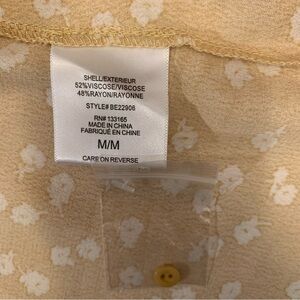 SHELL/EXTERIEUR
52%VISCOSE/VISCOSE
48%RAYON/RAYONNE
STYLE# BE22906
RN# 133165
MADE IN CHINA
FABRIQUÉ EN CHINE
M/M
CARE ON REVERSE